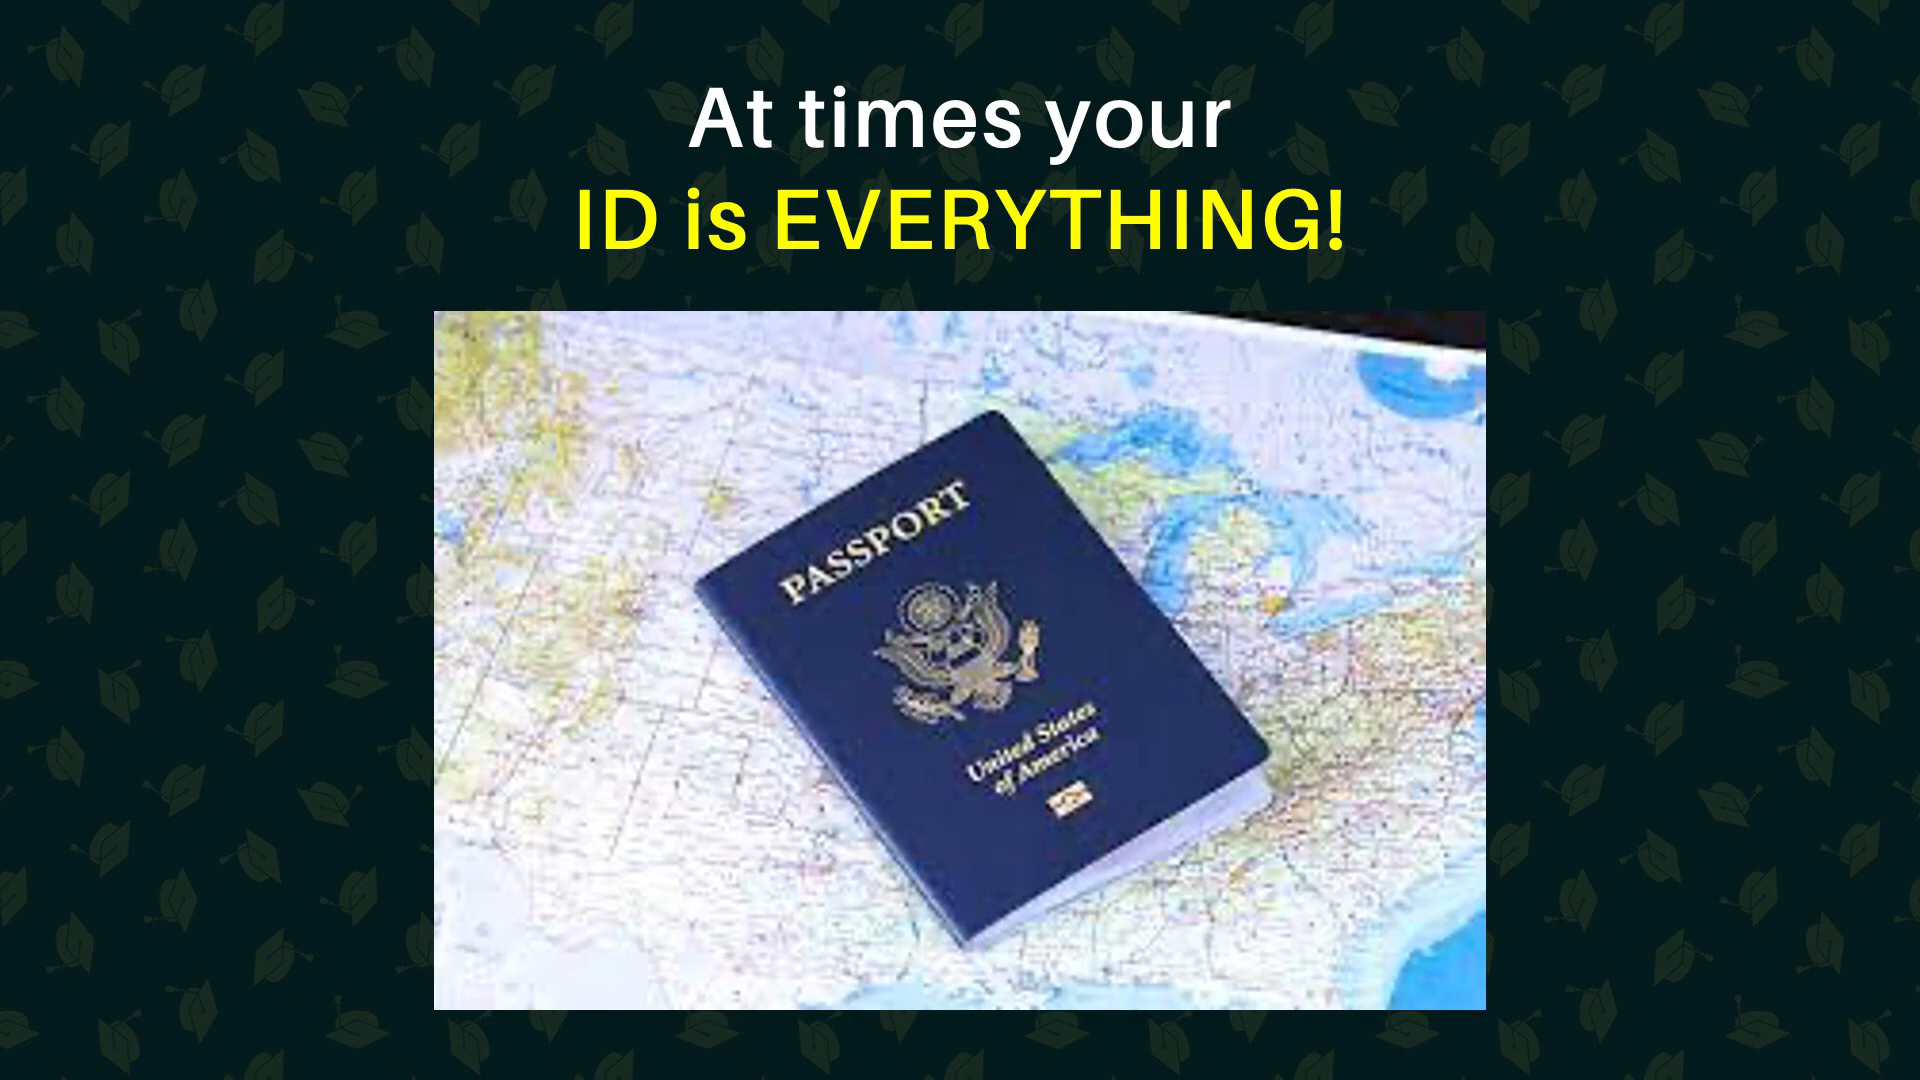 At times your
ID is EVERYTHING!
PASSPORT
United States
of America